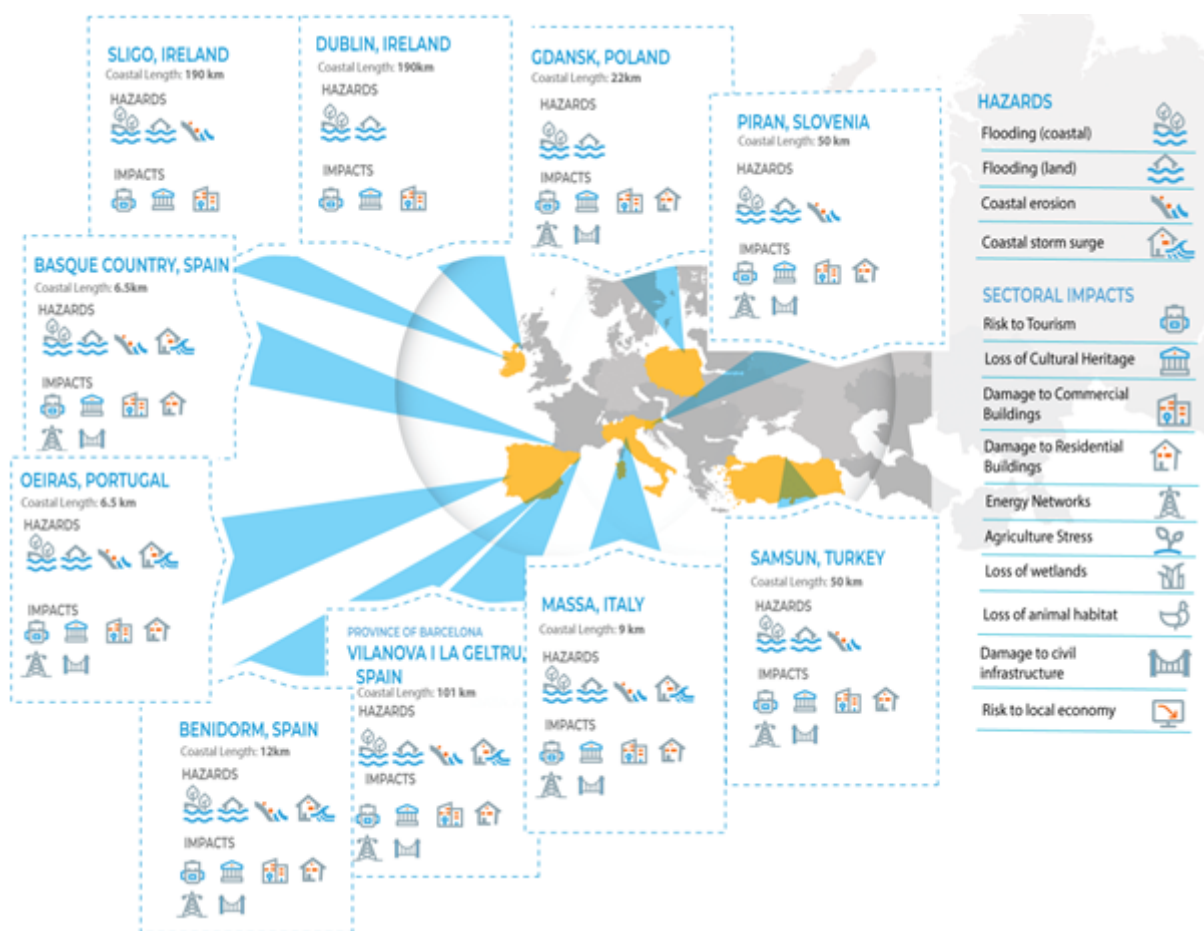 SLIGO, IRELAND
Coastal Length: 190 km
HAZARDS
IMPACTS
DUBLIN, IRELAND
Coastal Length: 190km
HAZARDS
IMPACTS
GDANSK, POLAND
Coastal Length: 22km
HAZARDS
IMPACTS
PIRAN, SLOVENIA
Coastal Length: 50 km
HAZARDS
IMPACTS
BASQUE COUNTRY, SPAIN
Coastal Length: 6.5km
HAZARDS
IMPACTS
OEIRAS, PORTUGAL
Coastal Length: 6.5 km
HAZARDS
IMPACTS
BENIDORM, SPAIN
Coastal Length: 12km
HAZARDS
IMPACTS
PROVINCE OF BARCELONA
VILANOVA I LA GELTRU,
SPAIN
Coastal Length: 101 km
HAZARDS
IMPACTS
MASSA, ITALY
Coastal Length: 9 km
HAZARDS
IMPACTS
SAMSUN, TURKEY
Coastal Length: 50 km
HAZARDS
IMPACTS
HAZARDS
Flooding (coastal)
Flooding (land)
Coastal erosion
Coastal storm surge
SECTORAL IMPACTS
Risk to Tourism
Loss of Cultural Heritage
Damage to Commercial
Buildings
Damage to Residential
Buildings
Energy Networks
Agriculture Stress
Loss of wetlands
Loss of animal habitat
Damage to civil
infrastructure
Risk to local economy